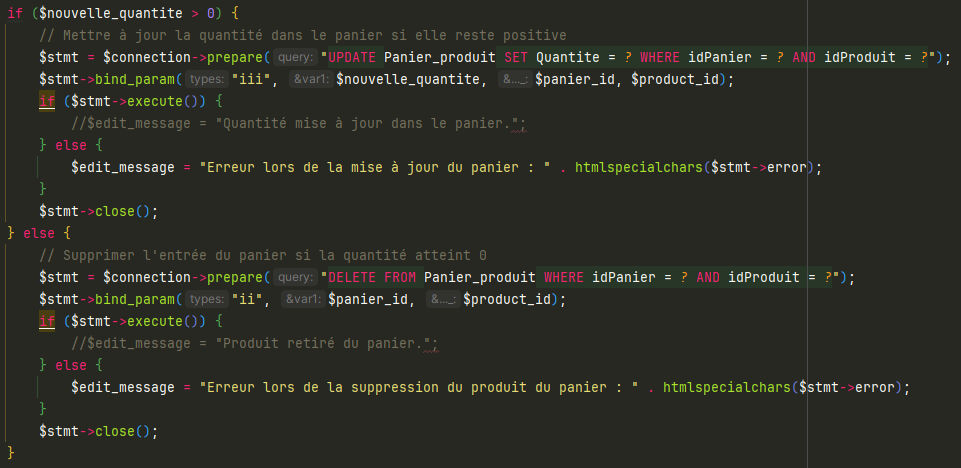 if ($nouvelle_quantite > 0) {
    // Mettre à jour la quantité dans le panier si elle reste positive
    $stmt = $connection->prepare( query: "UPDATE Panier_produit SET Quantite = ? WHERE idPanier = ? AND idProduit = ?");
    $stmt->bind_param( types: "iii", &var1: $nouvelle_quantite, &..._: $panier_id, $product_id);
    if ($stmt->execute()) {
        //$edit_message = "Quantité mise à jour dans le panier.";
    } else {
        $edit_message = "Erreur lors de la mise à jour du panier : " . htmlspecialchars($stmt->error);
    }
    $stmt->close();
} else {
    // Supprimer l'entrée du panier si la quantité atteint 0
    $stmt = $connection->prepare( query: "DELETE FROM Panier_produit WHERE idPanier = ? AND idProduit = ?");
    $stmt->bind_param( types: "ii", &var1: $panier_id, &..._: $product_id);
    if ($stmt->execute()) {
        //$edit_message = "Produit retiré du panier.";
    } else {
        $edit_message = "Erreur lors de la suppression du produit du panier : " . htmlspecialchars($stmt->error);
    }
    $stmt->close();
}